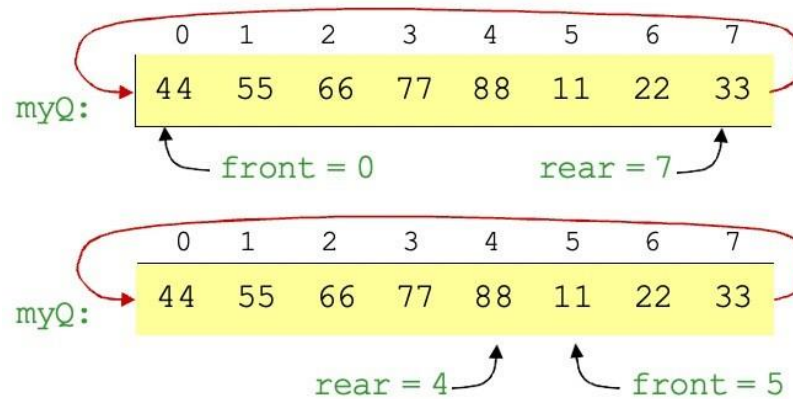 0 1 2 3 4 5 6 7
myQ: 44 55 66 77 88 11 22 33
front = 0 rear = 7
0 1 2 3 4 5 6 7
myQ: 44 55 66 77 88 11 22 33
rear = 4 front = 5